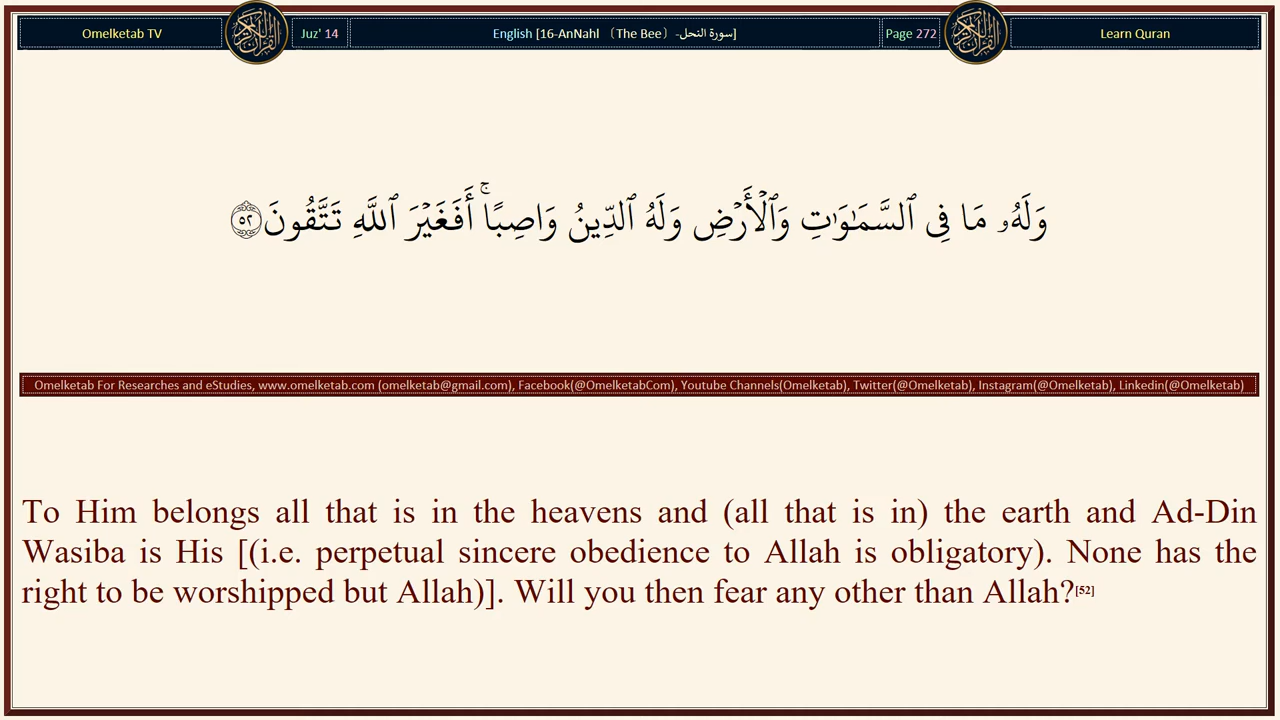 Omelketab TV
Juz' 14
English [16-AnNahl （The Bee） -سورة النحل]
Page 272
Learn Quran
وَلَهُۥ مَا فِى ٱلسَّمَٰوَٰتِ وَٱلْأَرْضِ وَلَهُ ٱلدِّينُ وَاصِبًا ۚ أَفَغَيْرَ ٱللَّهِ تَتَّقُونَ ٥٢
Omelketab For Researches and eStudies, www.omelketab.com (omelketab@gmail.com), Facebook(@OmelketabCom), Youtube Channels(Omelketab), Twitter(@Omelketab), Instagram(@Omelketab), Linkedin(@Omelketab)
To Him belongs all that is in the heavens and (all that is in) the earth and Ad-Din
Wasiba is His [(i.e. perpetual sincere obedience to Allah is obligatory). None has the
right to be worshipped but Allah)]. Will you then fear any other than Allah?[52]